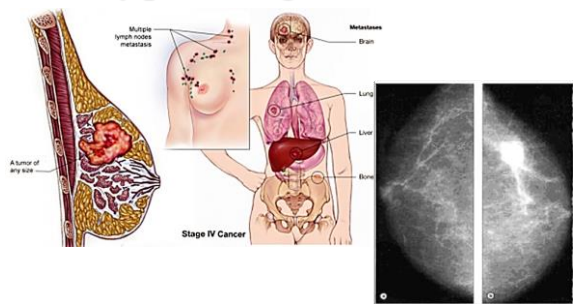 Multiple
lymph nodes
metastasis
Metastases
Brain
Lung
Liver
Bone
A tumor of
any size
Stage IV Cancer